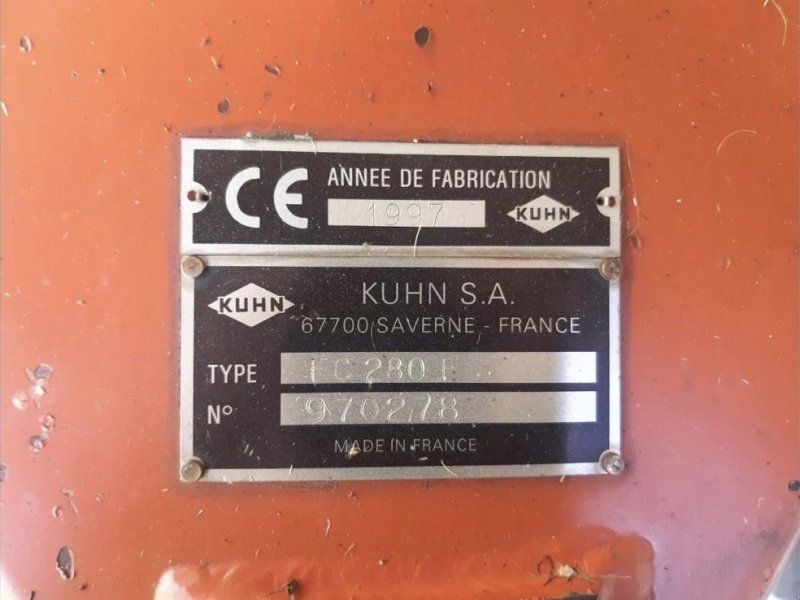 CE ANNEE DE FABRICATION
1997 KUHN
KUHN KUHN S.A.
67700 SAVERNE - FRANCE
TYPE FC 280 F
N° 970278
MADE IN FRANCE